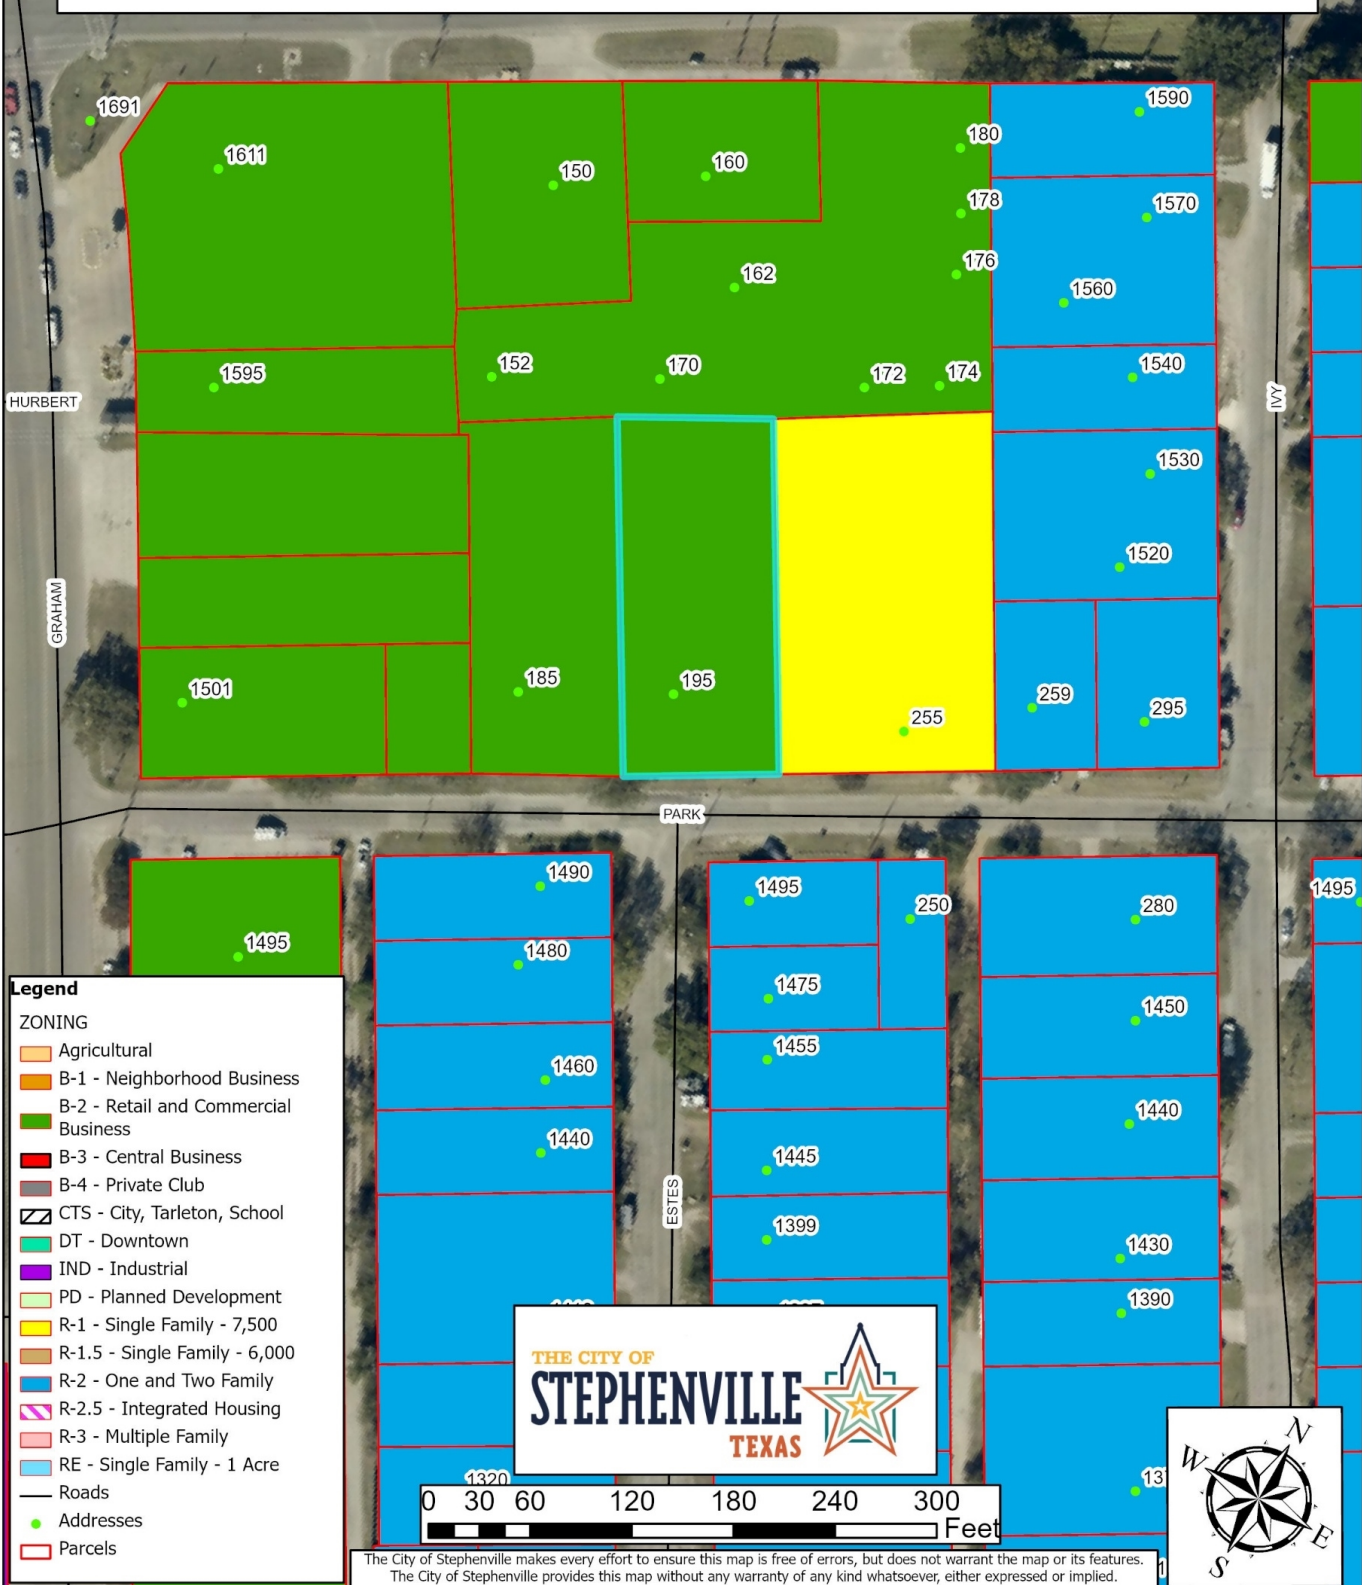 1691
1611
150
160
180
1590
178
1570
162
176
1560
1595
152
170
172
174
1540
HURBERT
IVY
1530
1520
GRAHAM
1501
185
195
255
259
295
PARK
1490
1495
250
280
1495
1495
1480
1475
1450
1455
1460
1440
1440
1445
ESTES
1399
1430
1390
1320
Legend
ZONING
Agricultural
B-1 - Neighborhood Business
B-2 - Retail and Commercial
Business
B-3 - Central Business
B-4 - Private Club
CTS - City, Tarleton, School
DT - Downtown
IND - Industrial
PD - Planned Development
R-1 - Single Family - 7,500
R-1.5 - Single Family - 6,000
R-2 - One and Two Family
R-2.5 - Integrated Housing
R-3 - Multiple Family
RE - Single Family - 1 Acre
Roads
Addresses
Parcels
THE CITY OF
STEPHENVILLE
TEXAS
0 30 60 120 180 240 300
Feet
N
W
E
S
The City of Stephenville makes every effort to ensure this map is free of errors, but does not warrant the map or its features.
The City of Stephenville provides this map without any warranty of any kind whatsoever, either expressed or implied.